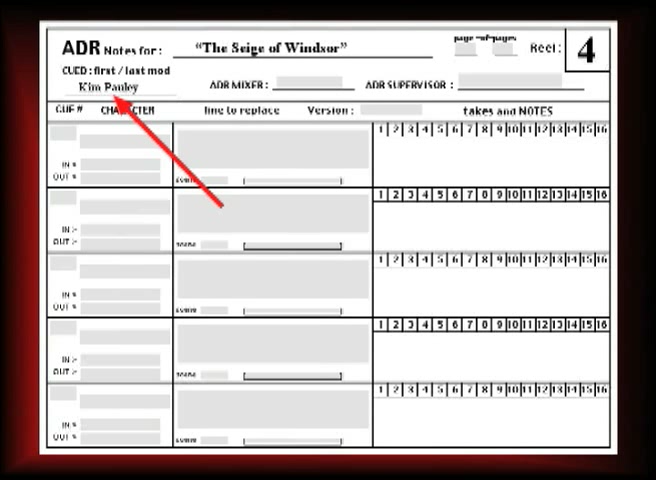 ADR Notes for: "The Seige of Windsor"
page of pages
Reel: 4
CUED: first / last mod
Kim Pauley
ADR MIXER: ADR SUPERVISOR:
CUE # CHARACTER line to replace Version: takes and NOTES
1 2 3 4 5 6 7 8 9 10 11 12 13 14 15 16
IN
OUT
1 2 3 4 5 6 7 8 9 10 11 12 13 14 15 16
IN
OUT
1 2 3 4 5 6 7 8 9 10 11 12 13 14 15 16
IN
OUT
1 2 3 4 5 6 7 8 9 10 11 12 13 14 15 16
IN
OUT
1 2 3 4 5 6 7 8 9 10 11 12 13 14 15 16
IN
OUT